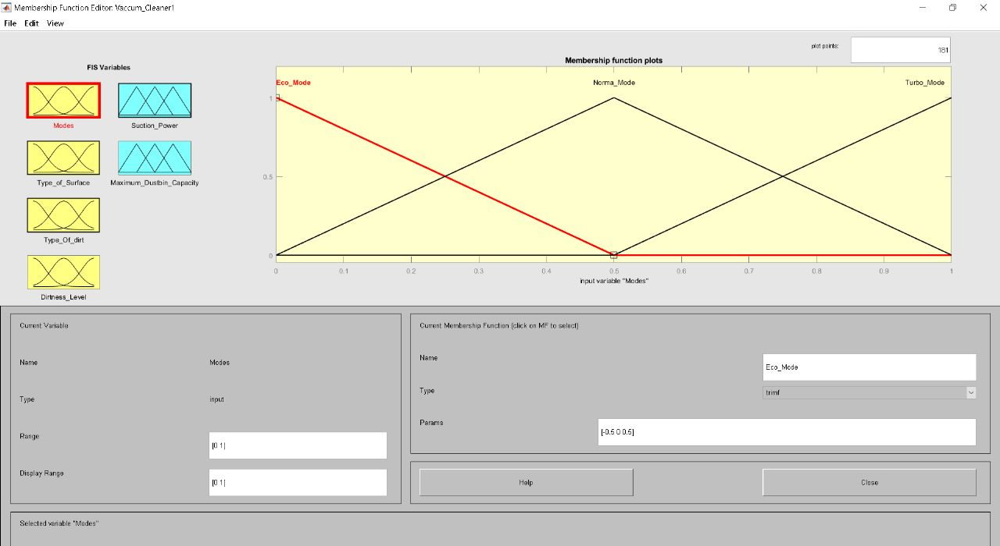 Membership Function Editor: Vaccum_Cleaner1
File Edit View
plot points:
181
FIS Variables
Membership function plots
Modes
Suction_Power
Type_of_Surface
Maximum_Dustbin_Capacity
Type_Of_dirt
Dirtness_Level
Eco_Mode
Norma_Mode
Turbo_Mode
1
0.5
0
0 0.1 0.2 0.3 0.4 0.5 0.6 0.7 0.8 0.9 1
input variable "Modes"
Current Variable
Name Modes
Type input
Range [0 1]
Display Range [0 1]
Current Membership Function (click on MF to select)
Name Eco_Mode
Type trimf
Params [-0.5 0 0.5]
Help Close
Selected variable "Modes"